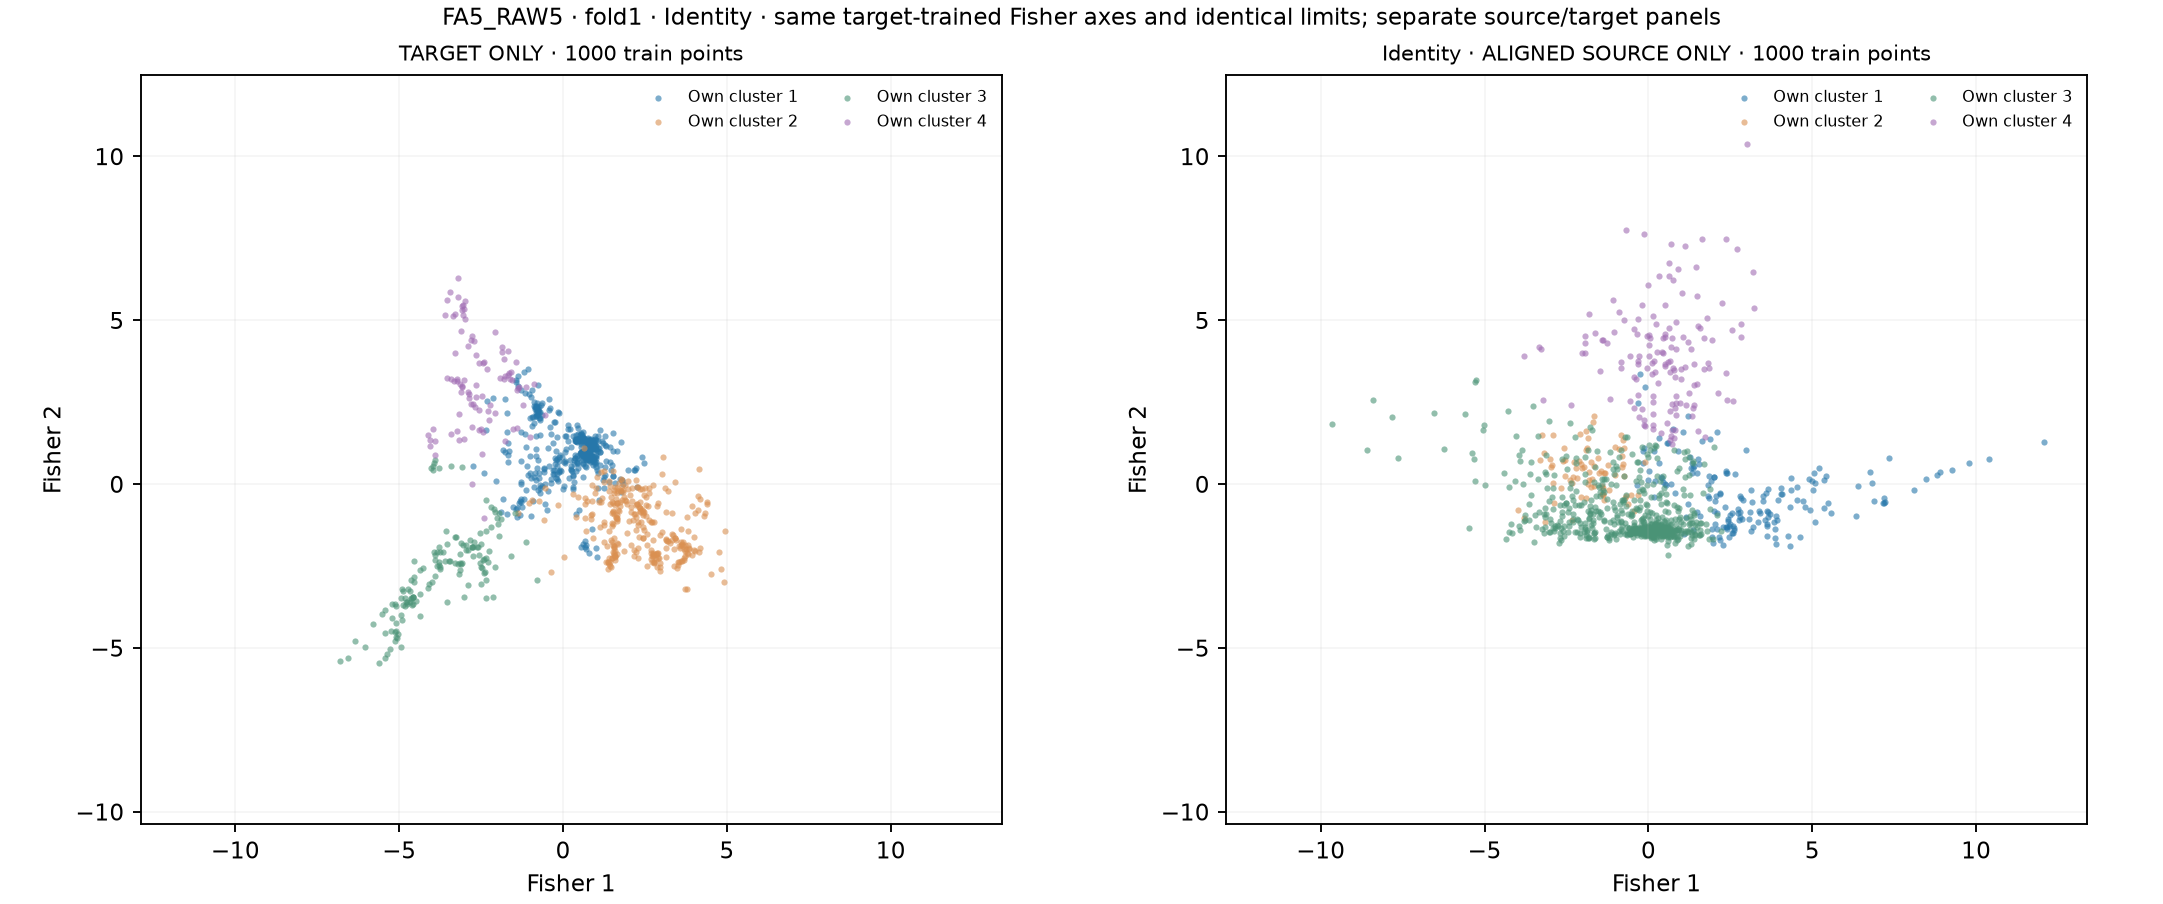 FA5_RAW5 · fold1 · Identity · same target-trained Fisher axes and identical limits; separate source/target panels
TARGET ONLY · 1000 train points
Own cluster 1
Own cluster 3
Own cluster 2
Own cluster 4
10
5
0
−5
−10
Fisher 2
−10
−5
0
5
10
Fisher 1
Identity · ALIGNED SOURCE ONLY · 1000 train points
Own cluster 1
Own cluster 3
Own cluster 2
Own cluster 4
10
5
0
−5
−10
Fisher 2
−10
−5
0
5
10
Fisher 1